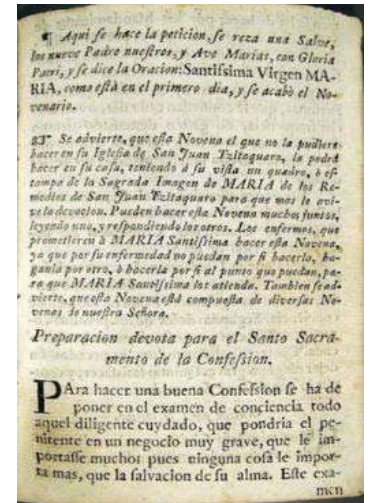 ¶ Aqui se hace la peticion, se reza una Salve,
los nueve Padre nuestros, y Ave Marias, con Gloria
Patri, y se dice la Oracion: Santissima Virgen MA-
RIA, como està en el primero dia, y se acabò el No-
venario.
Se advierte, que esta Novena el que no la pudiere
hacer en su Iglesia de San Juan Tzitaquaro, la podrà
hacer en su casa, teniendo à su vista un quadro, ò es-
tampa de la Sagrada Imagen de MARIA de los Re-
medios de San Juan Tzitaquaro para que mas le avi-
ve la devocion. Pueden hacer esta Novena muchos juntos,
leyendo uno, y respondiendo los otros. Los enfermos, que
prometieren à MARIA Santissima hacer esta Novena,
ya que por su enfermedad no puedan por si hacerla, ha-
ganla por otro, ò hacerla por si al punto que puedan, pa-
ra que MARIA Santissima los atienda. Tambien se ad-
vierte, que esta Novena està compuesta de diversas No-
venas de nuestra Señora.
Preparacion devota para el Santo Sacra-
mento de la Confession.
PAra hacer una buena Confession se ha de
poner en el examen de conciencia todo
aquel diligente cuydado, que pondria el pe-
nitente en un negocio muy grave, que le im-
portasse mucho: pues ninguna cosa le impor-
ta mas, que la salvacion de su alma. Este exa-
men